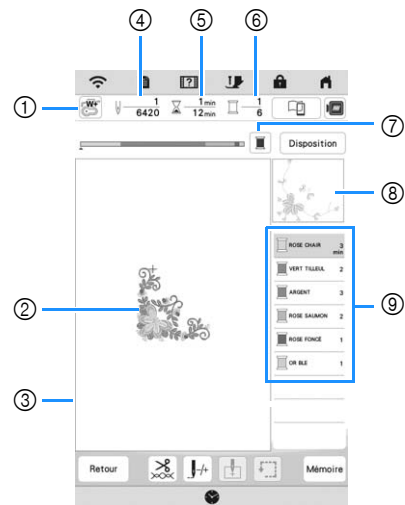 ④ ⑤ ⑥
① W+ 1 6420 1 min 12 min 1 6
⑦
Disposition
⑧
ROSE CHAIR 3 min
VERT TILLEUL 2
ARGENT 3
⑨
② ROSE SAUMON 2
ROSE FONCÉ 1
OR BLÉ 1
③
Retour -/+ Mémoire